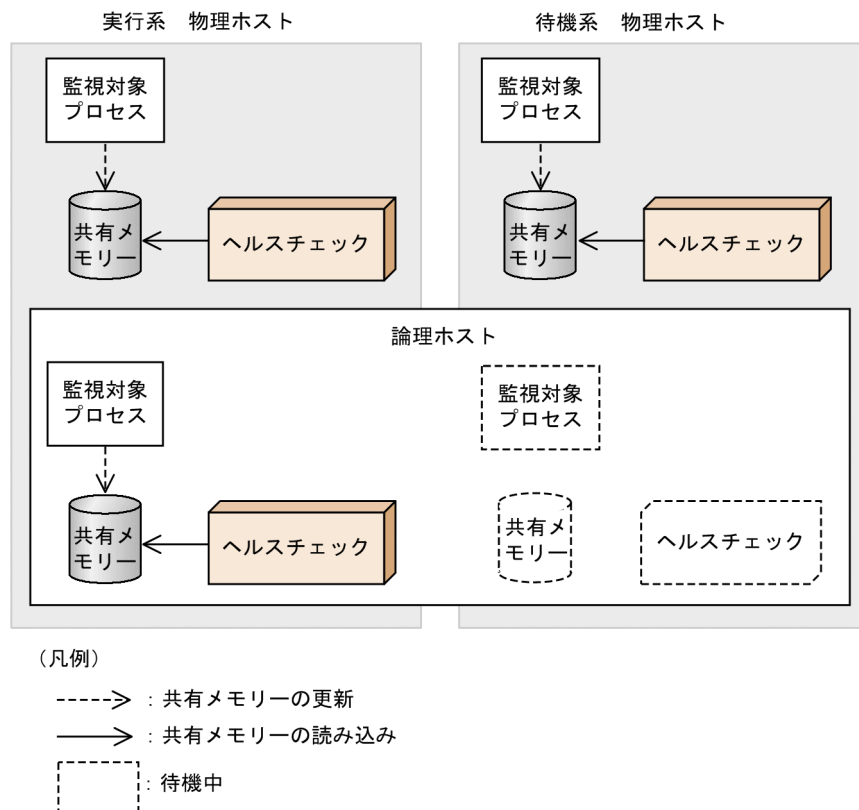 実行系　物理ホスト
待機系　物理ホスト
監視対象
プロセス
共有メ
モリー
ヘルスチェック
監視対象
プロセス
共有メ
モリー
ヘルスチェック
論理ホスト
監視対象
プロセス
共有メ
モリー
ヘルスチェック
監視対象
プロセス
共有メ
モリー
ヘルスチェック
（凡例）
：共有メモリーの更新
：共有メモリーの読み込み
：待機中